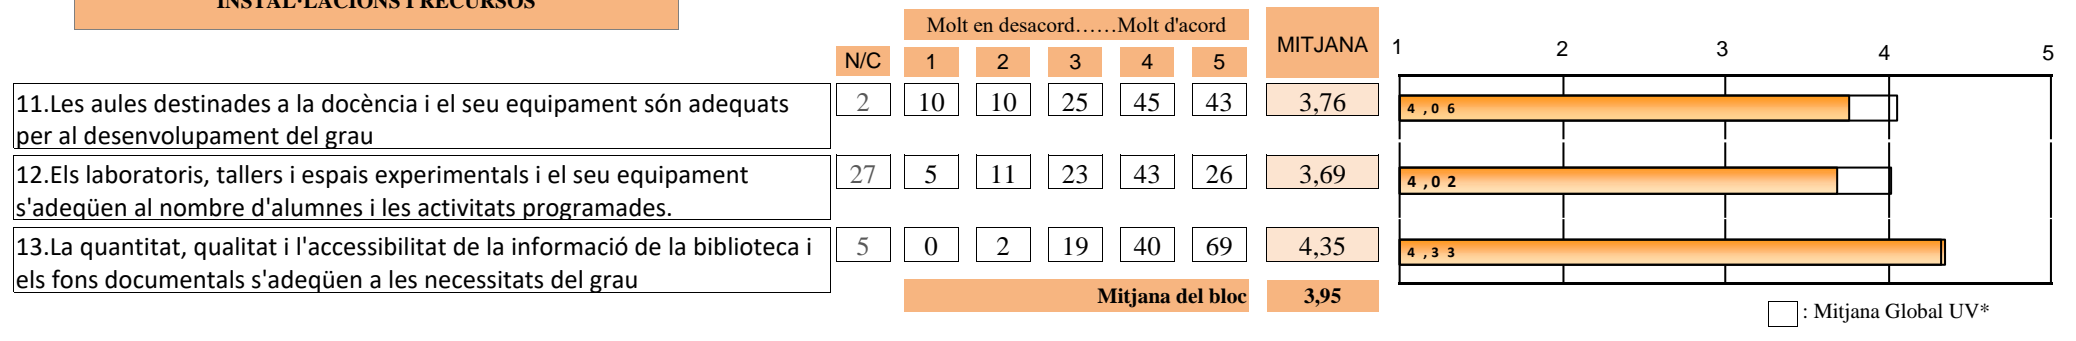 INSTAL·LACIONS I RECURSOS
Molt en desacord……Molt d'acord
MITJANA
N/C 1 2 3 4 5
1 2 3 4 5
11.Les aules destinades a la docència i el seu equipament són adequats
per al desenvolupament del grau
2 10 10 25 45 43 3,76
4,06
12.Els laboratoris, tallers i espais experimentals i el seu equipament
s'adeqüen al nombre d'alumnes i les activitats programades.
27 5 11 23 43 26 3,69
4,02
13.La quantitat, qualitat i l'accessibilitat de la informació de la biblioteca i
els fons documentals s'adeqüen a les necessitats del grau
5 0 2 19 40 69 4,35
4,33
Mitjana del bloc 3,95
: Mitjana Global UV*